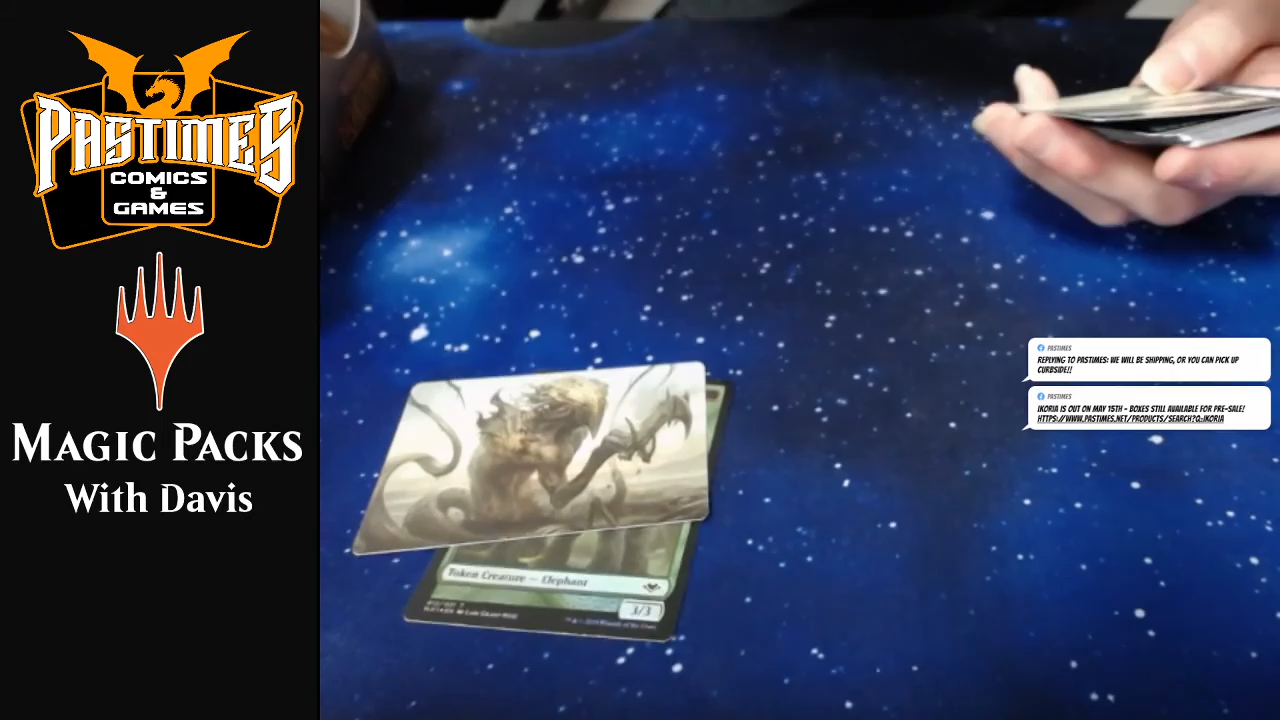 PASTIMES
COMICS
&
GAMES
MAGIC PACKS
With Davis
PASTIMES
REPLYING TO PASTIMES: WE WILL BE SHIPPING, OR YOU CAN PICK UP
CURBSIDE!!
PASTIMES
IKORIA IS OUT ON MAY 15TH - BOXES STILL AVAILABLE FOR PRE-SALE!
HTTPS://WWW.PASTIMES.NET/PRODUCTS/SEARCH?Q=IKORIA
Token Creature — Elephant
3/3